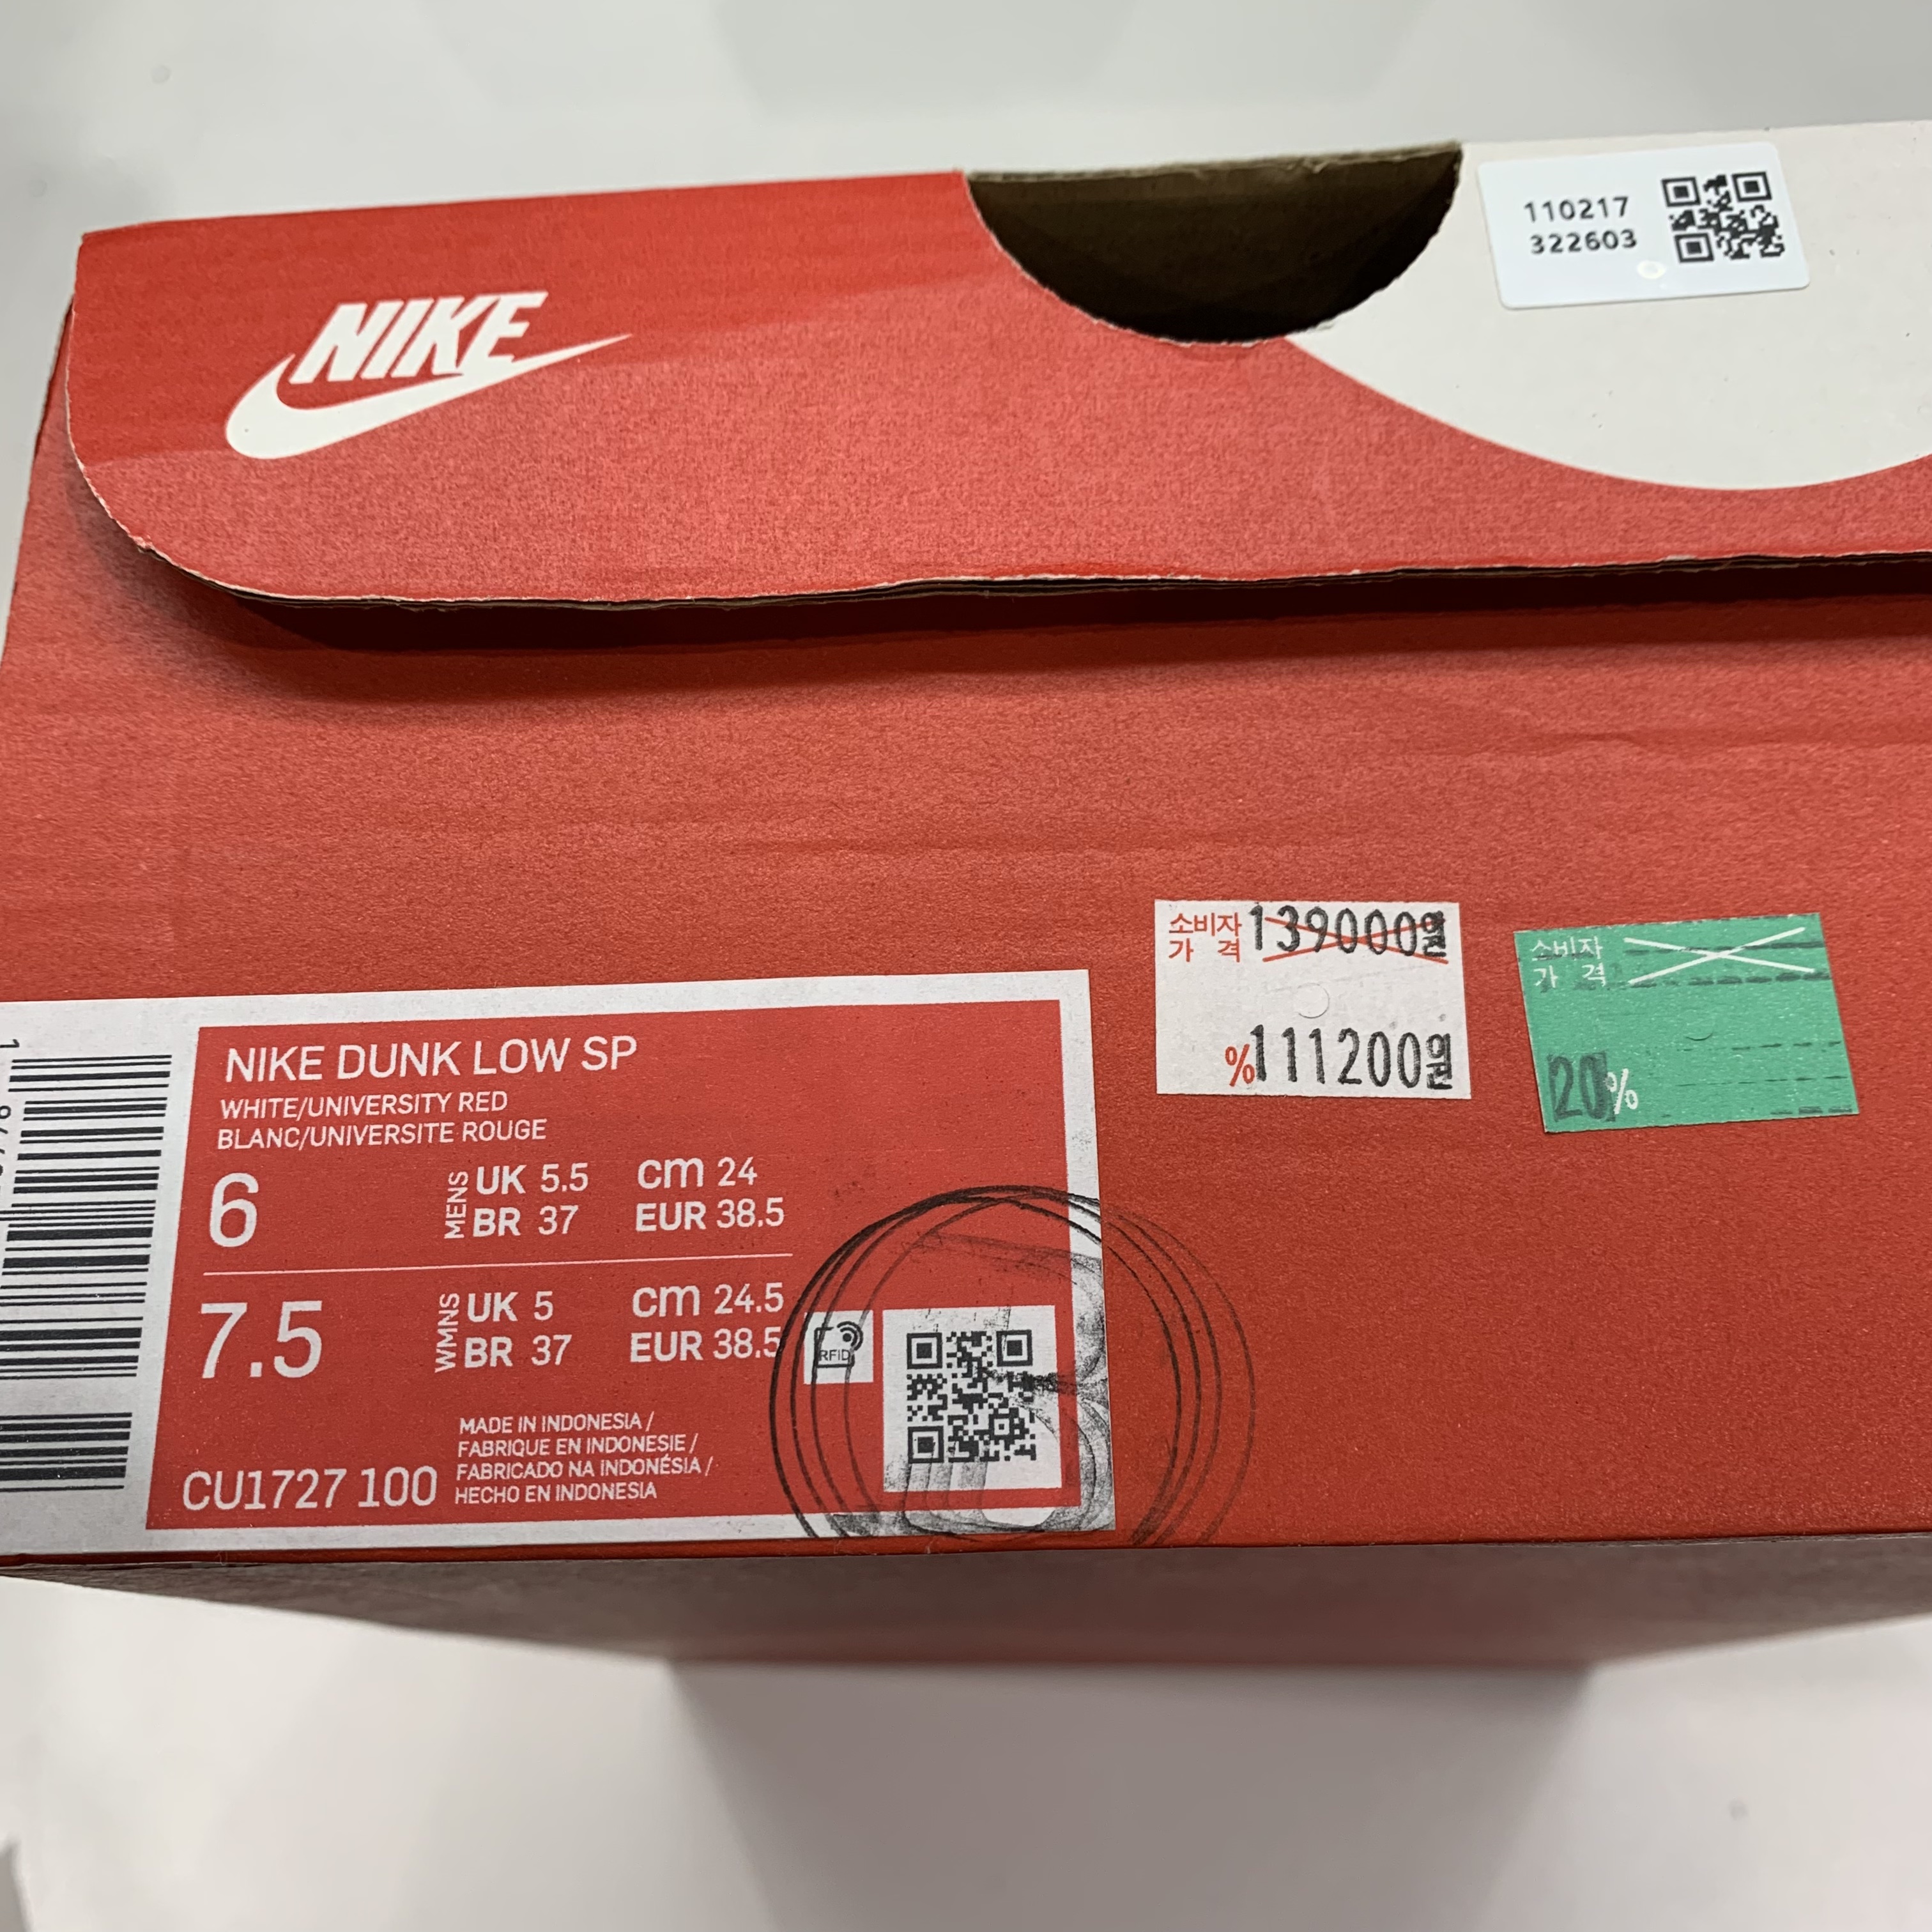 NIKE
110217
322603
소비자
가 격
139000원
%111200원
소비자
가 격
20%
NIKE DUNK LOW SP
WHITE/UNIVERSITY RED
BLANC/UNIVERSITE ROUGE
6
MENS
UK 5.5 cm 24
BR 37 EUR 38.5
7.5
WMNS
UK 5 cm 24.5
BR 37 EUR 38.5
RFID
MADE IN INDONESIA /
FABRIQUE EN INDONESIE /
FABRICADO NA INDONÉSIA /
HECHO EN INDONESIA
CU1727 100